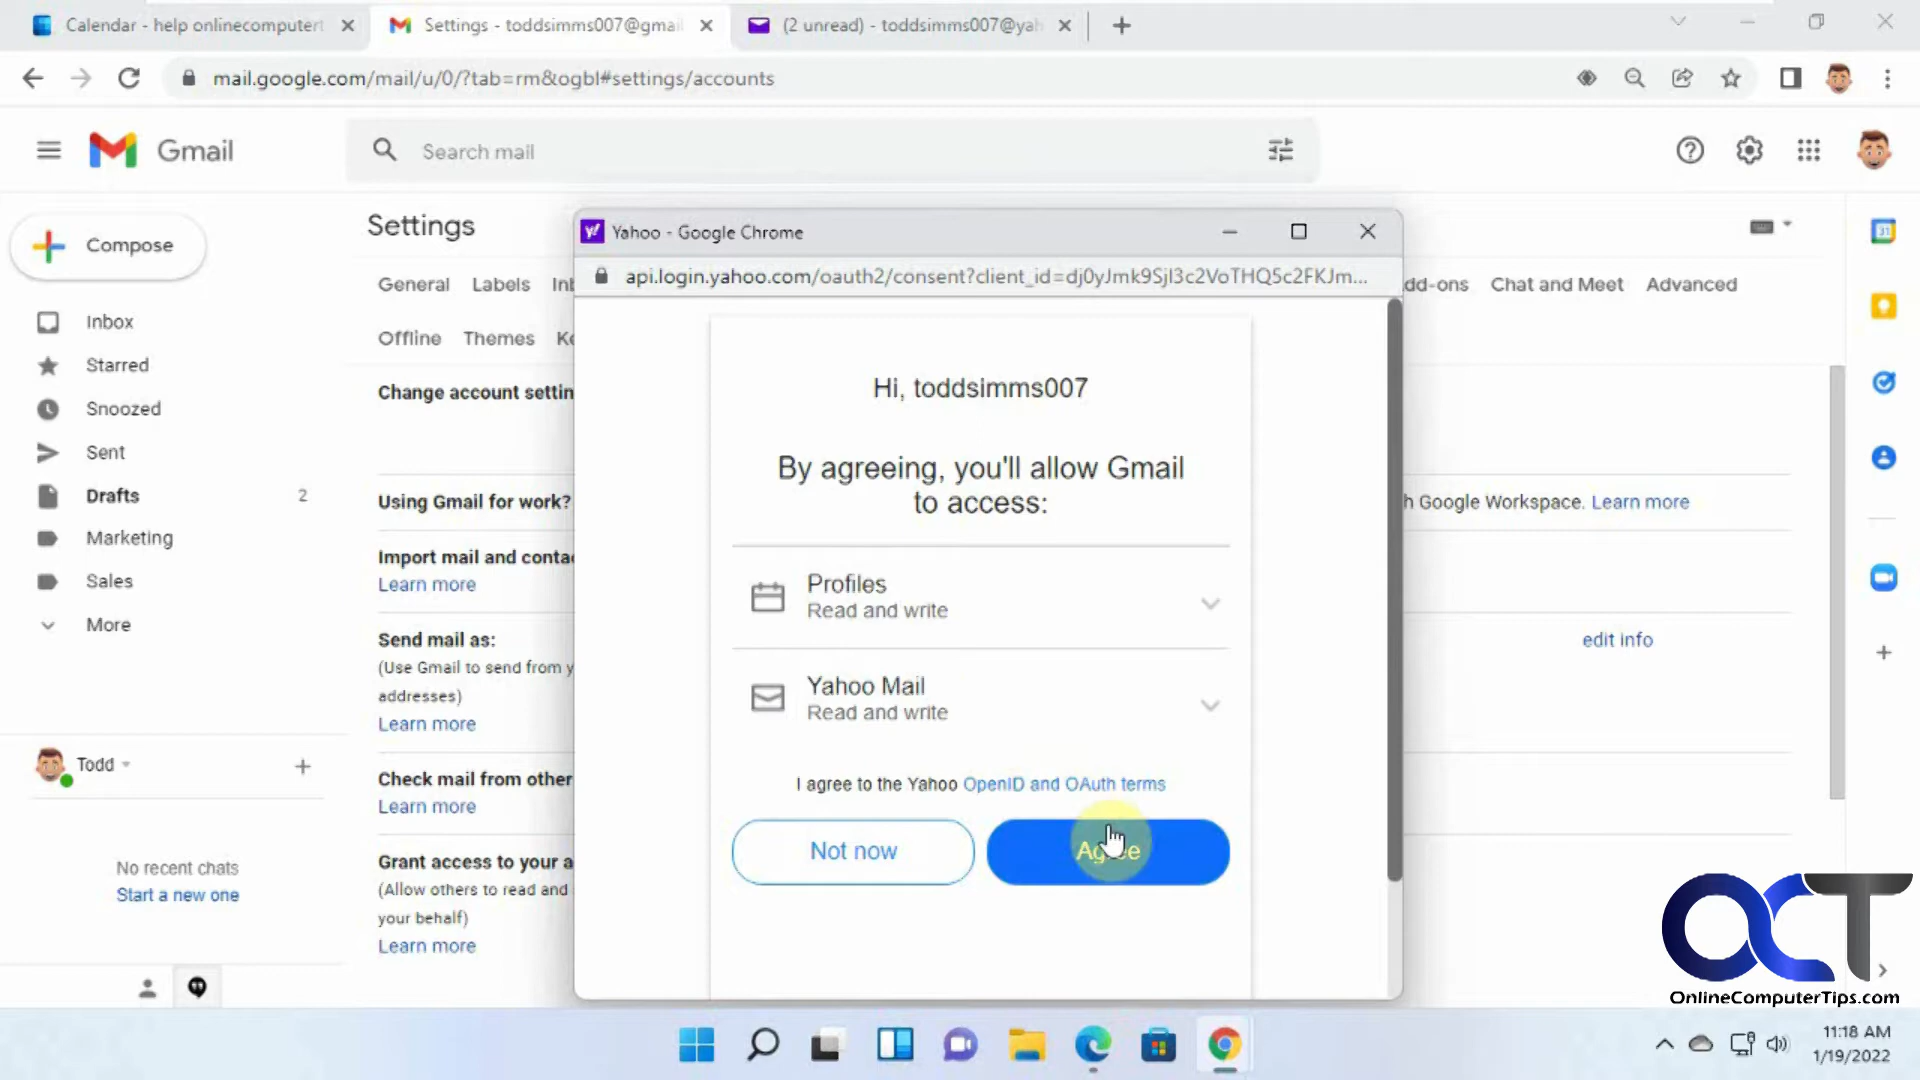 Calendar - help onlinecomputert
Settings - toddsimms007@gmai
(2 unread) - toddsimms007@yah
mail.google.com/mail/u/0/?tab=rm&ogbl#settings/accounts
Gmail
Search mail
Compose
Inbox
Starred
Snoozed
Sent
Drafts 2
Marketing
Sales
More
Todd
No recent chats
Start a new one
Settings
General Labels Inb
dd-ons Chat and Meet Advanced
Offline Themes Ke
Change account settin
Using Gmail for work?
h Google Workspace. Learn more
Import mail and conta
Learn more
Send mail as:
(Use Gmail to send from y
addresses)
Learn more
edit info
Check mail from other
Learn more
Grant access to your a
(Allow others to read and
your behalf)
Learn more
Yahoo - Google Chrome
api.login.yahoo.com/oauth2/consent?client_id=dj0yJmk9SjI3c2VoTHQ5c2FKJm...
Hi, toddsimms007
By agreeing, you'll allow Gmail
to access:
Profiles
Read and write
Yahoo Mail
Read and write
I agree to the Yahoo OpenID and OAuth terms
Not now
Agree
31
OCT
OnlineComputerTips.com
11:18 AM
1/19/2022